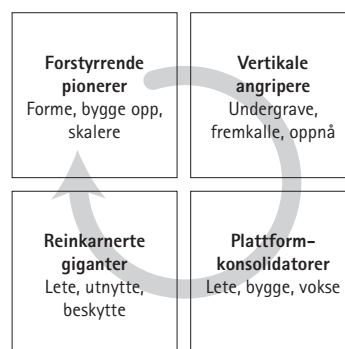 Forstyrrende
pionerer
Forme, bygge opp,
skalere
Vertikale
angripere
Undergrave,
fremkalle, oppnå
Reinkarnerte
giganter
Lete, utnytte,
beskytte
Plattform-
konsolidatorer
Lete, bygge, vokse